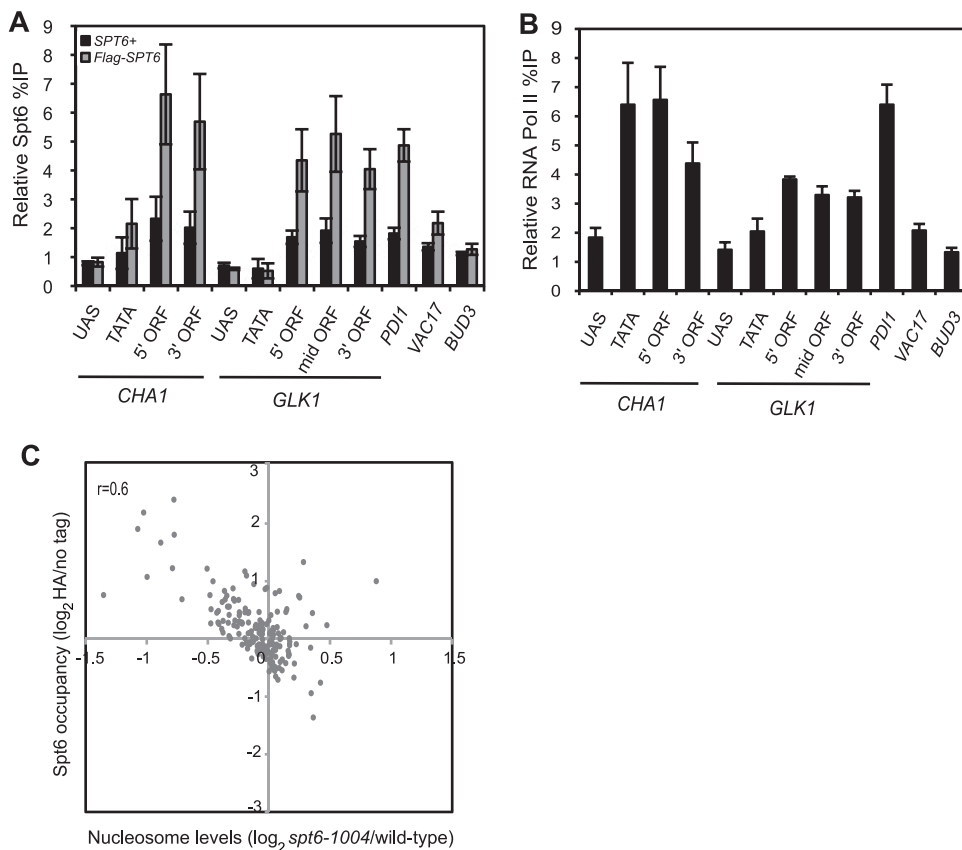 A
SPT6+
Flag-SPT6
Relative Spt6 %IP
9
8
7
6
5
4
3
2
1
0
UAS
TATA
5' ORF
3' ORF
UAS
TATA
5' ORF
mid ORF
3' ORF
PDI1
VAC17
BUD3
CHA1
GLK1
B
Relative RNA Pol II %IP
9
8
7
6
5
4
3
2
1
0
UAS
TATA
5' ORF
3' ORF
UAS
TATA
5' ORF
mid ORF
3' ORF
PDI1
VAC17
BUD3
CHA1
GLK1
C
r=0.6
Spt6 occupancy (log2 HA/no tag)
3
2
1
0
-1
-2
-3
-1.5
-1
-0.5
0.5
1
1.5
Nucleosome levels (log2 spt6-1004/wild-type)